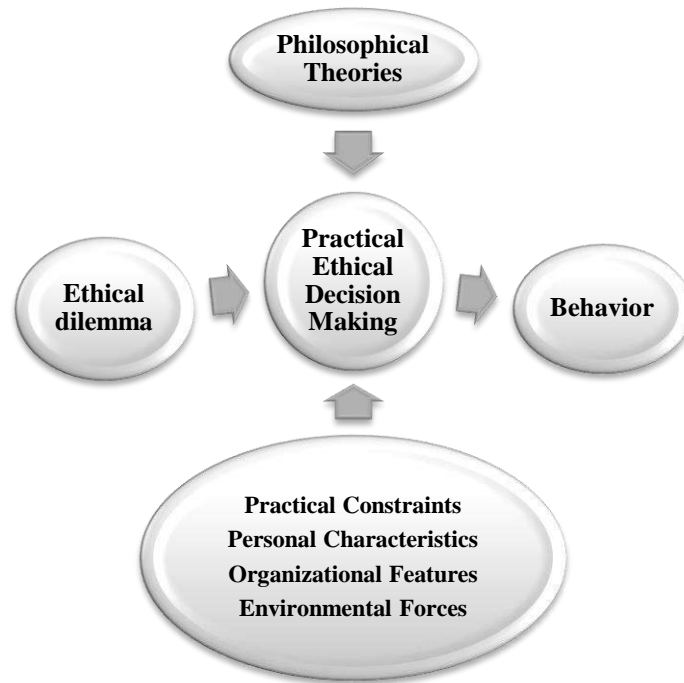 Philosophical
Theories
Practical
Ethical
Decision
Making
Ethical
dilemma
Behavior
Practical Constraints
Personal Characteristics
Organizational Features
Environmental Forces